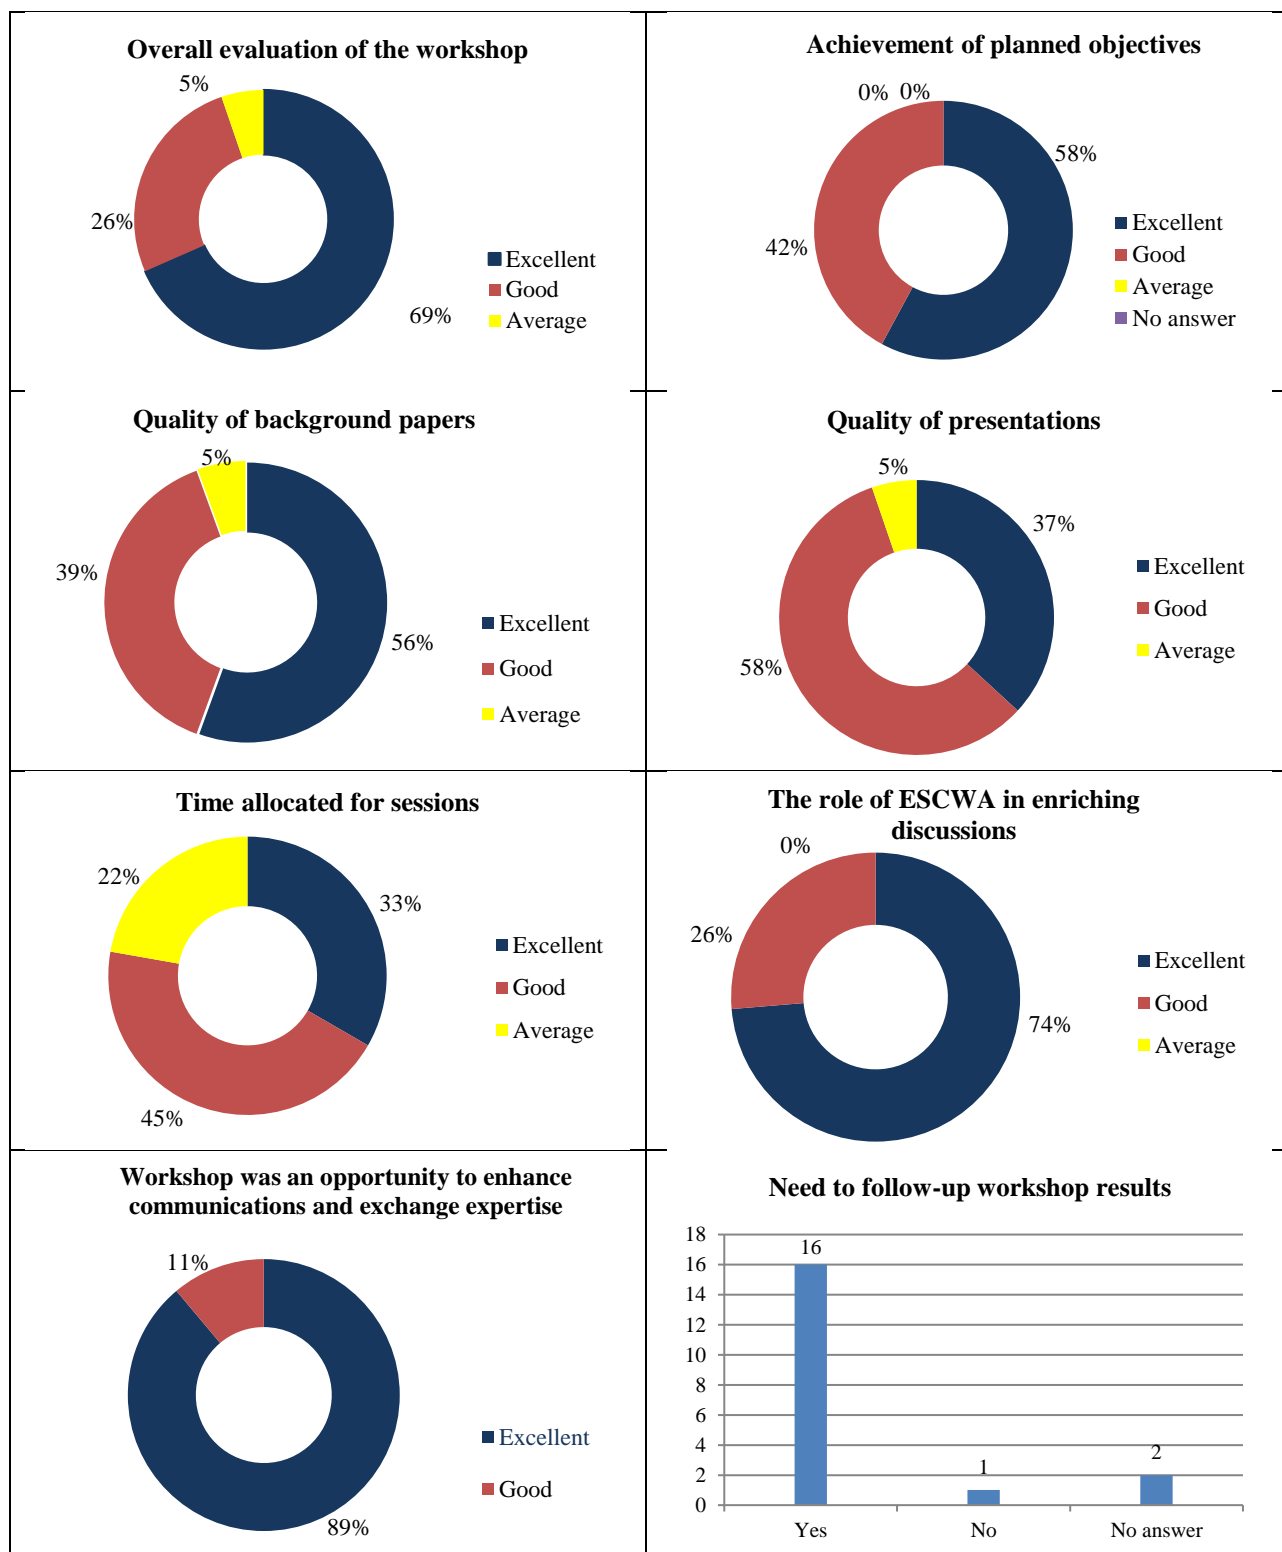 Overall evaluation of the workshop
5%
26%
69%
Excellent
Good
Average
Achievement of planned objectives
0% 0%
58%
42%
Excellent
Good
Average
No answer
Quality of background papers
5%
39%
56%
Excellent
Good
Average
Quality of presentations
5%
37%
58%
Excellent
Good
Average
Time allocated for sessions
22%
33%
45%
Excellent
Good
Average
The role of ESCWA in enriching
discussions
0%
26%
74%
Excellent
Good
Average
Workshop was an opportunity to enhance
communications and exchange expertise
11%
89%
Excellent
Good
Need to follow-up workshop results
18
16
14
12
10
8
6
4
2
0
16
1
2
Yes No No answer